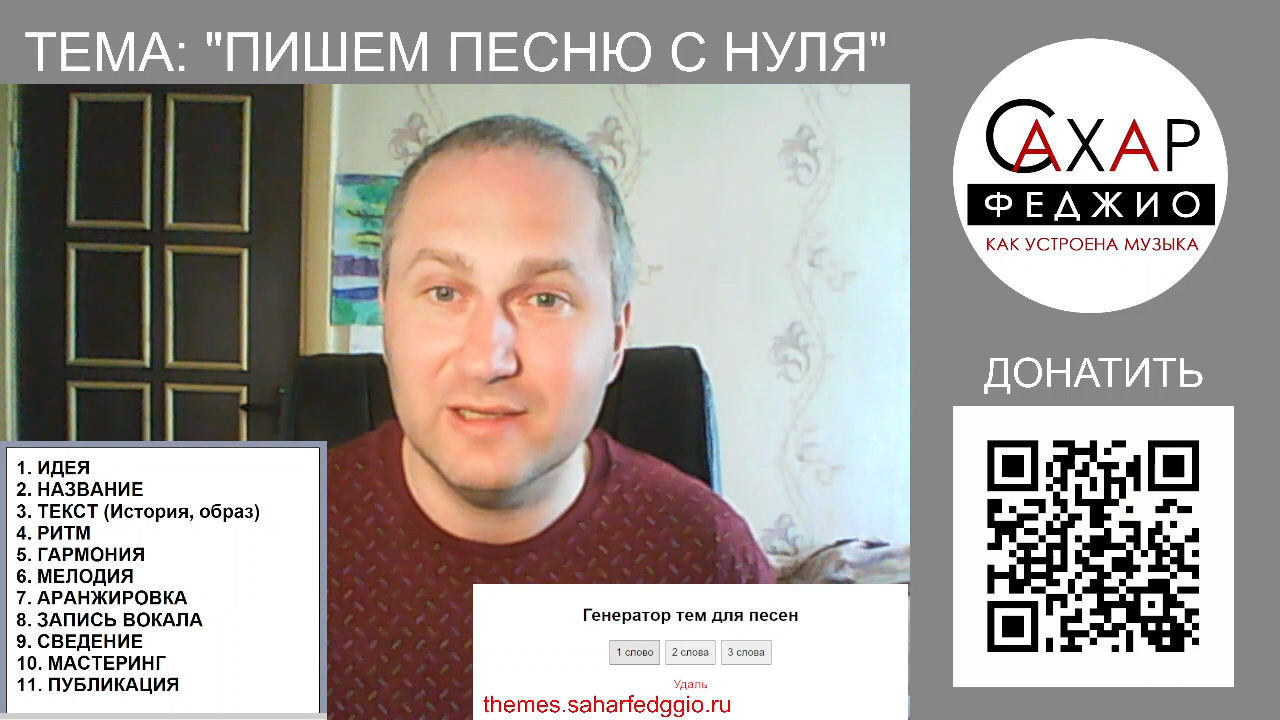 ТЕМА: "ПИШЕМ ПЕСНЮ С НУЛЯ"
САХАР
ФЕДЖИО
КАК УСТРОЕНА МУЗЫКА
ДОНАТИТЬ
1. ИДЕЯ
2. НАЗВАНИЕ
3. ТЕКСТ (История, образ)
4. РИТМ
5. ГАРМОНИЯ
6. МЕЛОДИЯ
7. АРАНЖИРОВКА
8. ЗАПИСЬ ВОКАЛА
9. СВЕДЕНИЕ
10. МАСТЕРИНГ
11. ПУБЛИКАЦИЯ
Генератор тем для песен
1 слово 2 слова 3 слова
Удаль
themes.saharfedggio.ru